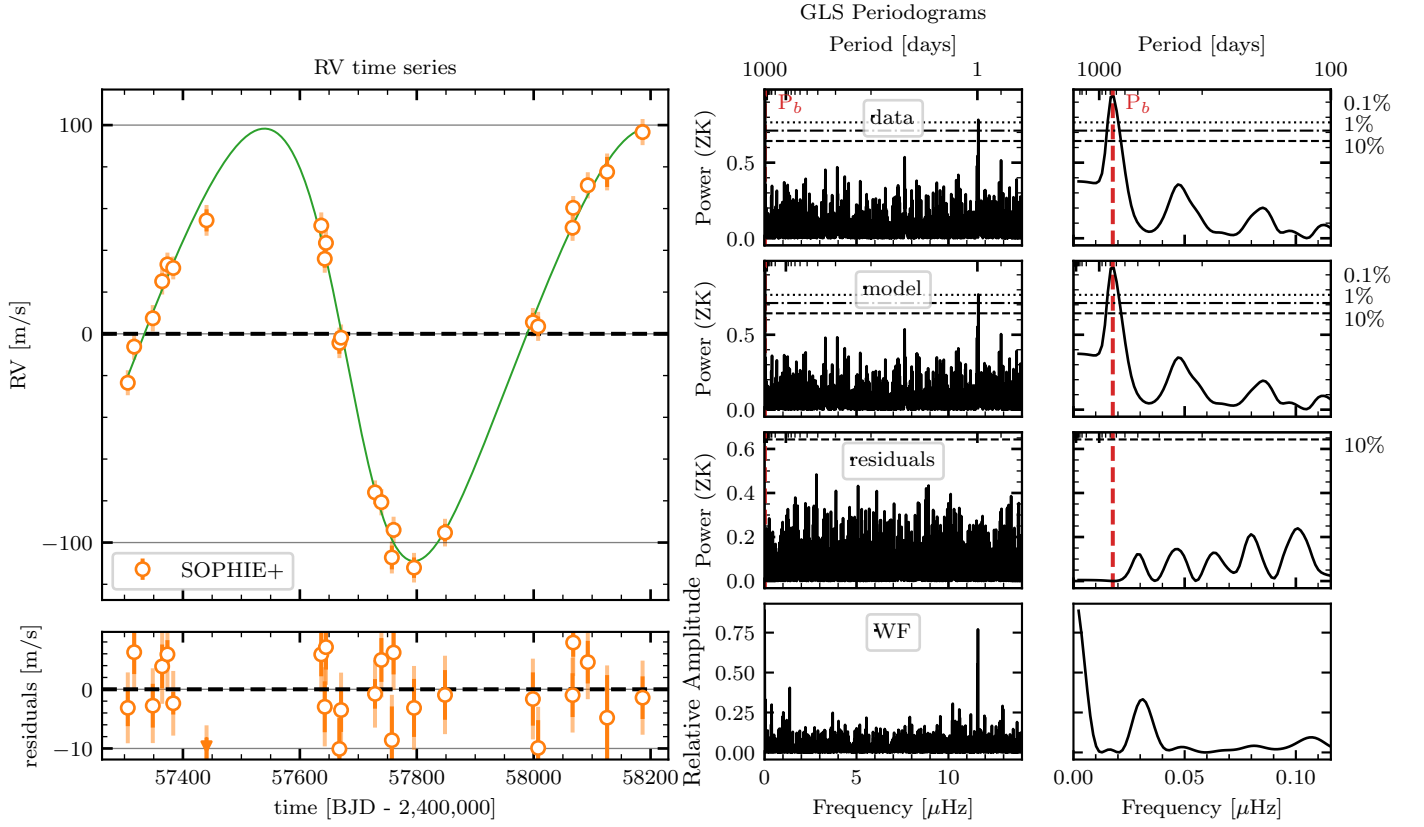 GLS Periodograms
RV time series
Period [days]
Period [days]
1000
1
1000
100
RV [m/s]
100
0
−100
SOPHIE+
Power (ZK)
0.5
0.0
P_b
data
P_b
0.1%
1%
10%
Power (ZK)
0.5
0.0
model
0.1%
1%
10%
Power (ZK)
0.6
0.4
0.2
0.0
residuals
10%
residuals [m/s]
0
−10
57400
57600
57800
58000
58200
time [BJD - 2,400,000]
Relative Amplitude
0.75
0.50
0.25
0.00
WF
0
5
10
Frequency [μHz]
0.00
0.05
0.10
Frequency [μHz]